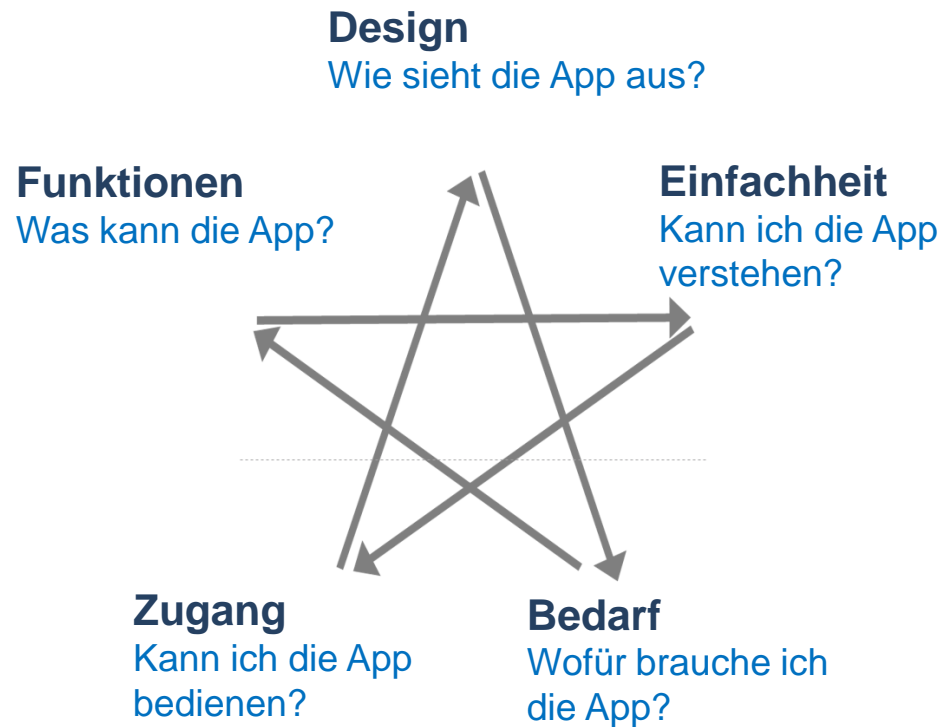 Design
Wie sieht die App aus?
Funktionen
Was kann die App?
Einfachheit
Kann ich die App
verstehen?
Zugang
Kann ich die App
bedienen?
Bedarf
Wofür brauche ich
die App?